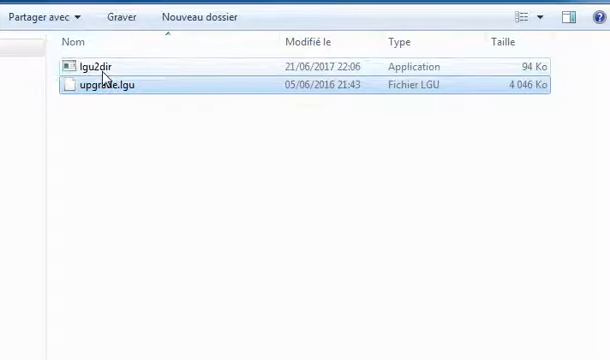 Partager avec Graver Nouveau dossier
Nom Modifié le Type Taille
lgu2dir 21/06/2017 22:06 Application 94 Ko
upgrade.lgu 05/06/2016 21:43 Fichier LGU 4 046 Ko